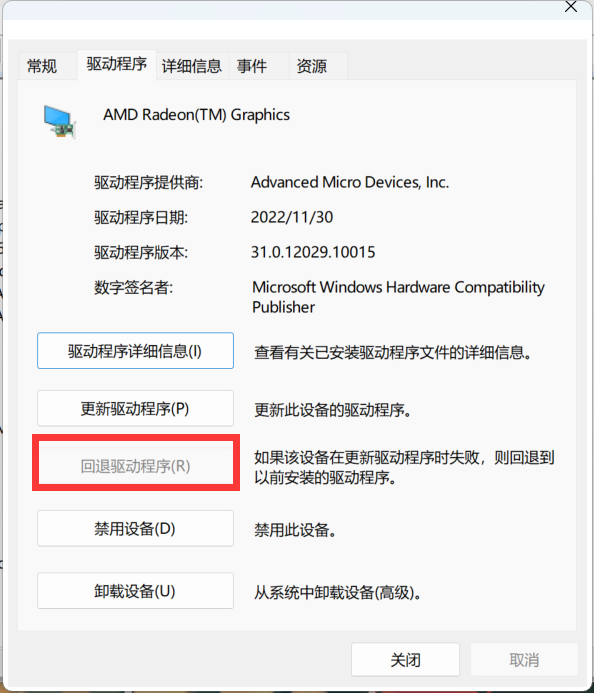 常规 驱动程序 详细信息 事件 资源
AMD Radeon(TM) Graphics
驱动程序提供商: Advanced Micro Devices, Inc.
驱动程序日期: 2022/11/30
驱动程序版本: 31.0.12029.10015
数字签名者: Microsoft Windows Hardware Compatibility
Publisher
驱动程序详细信息(I) 查看有关已安装驱动程序文件的详细信息。
更新驱动程序(P) 更新此设备的驱动程序。
回退驱动程序(R) 如果该设备在更新驱动程序时失败，则回退到
以前安装的驱动程序。
禁用设备(D) 禁用此设备。
卸载设备(U) 从系统中卸载设备(高级)。
关闭 取消